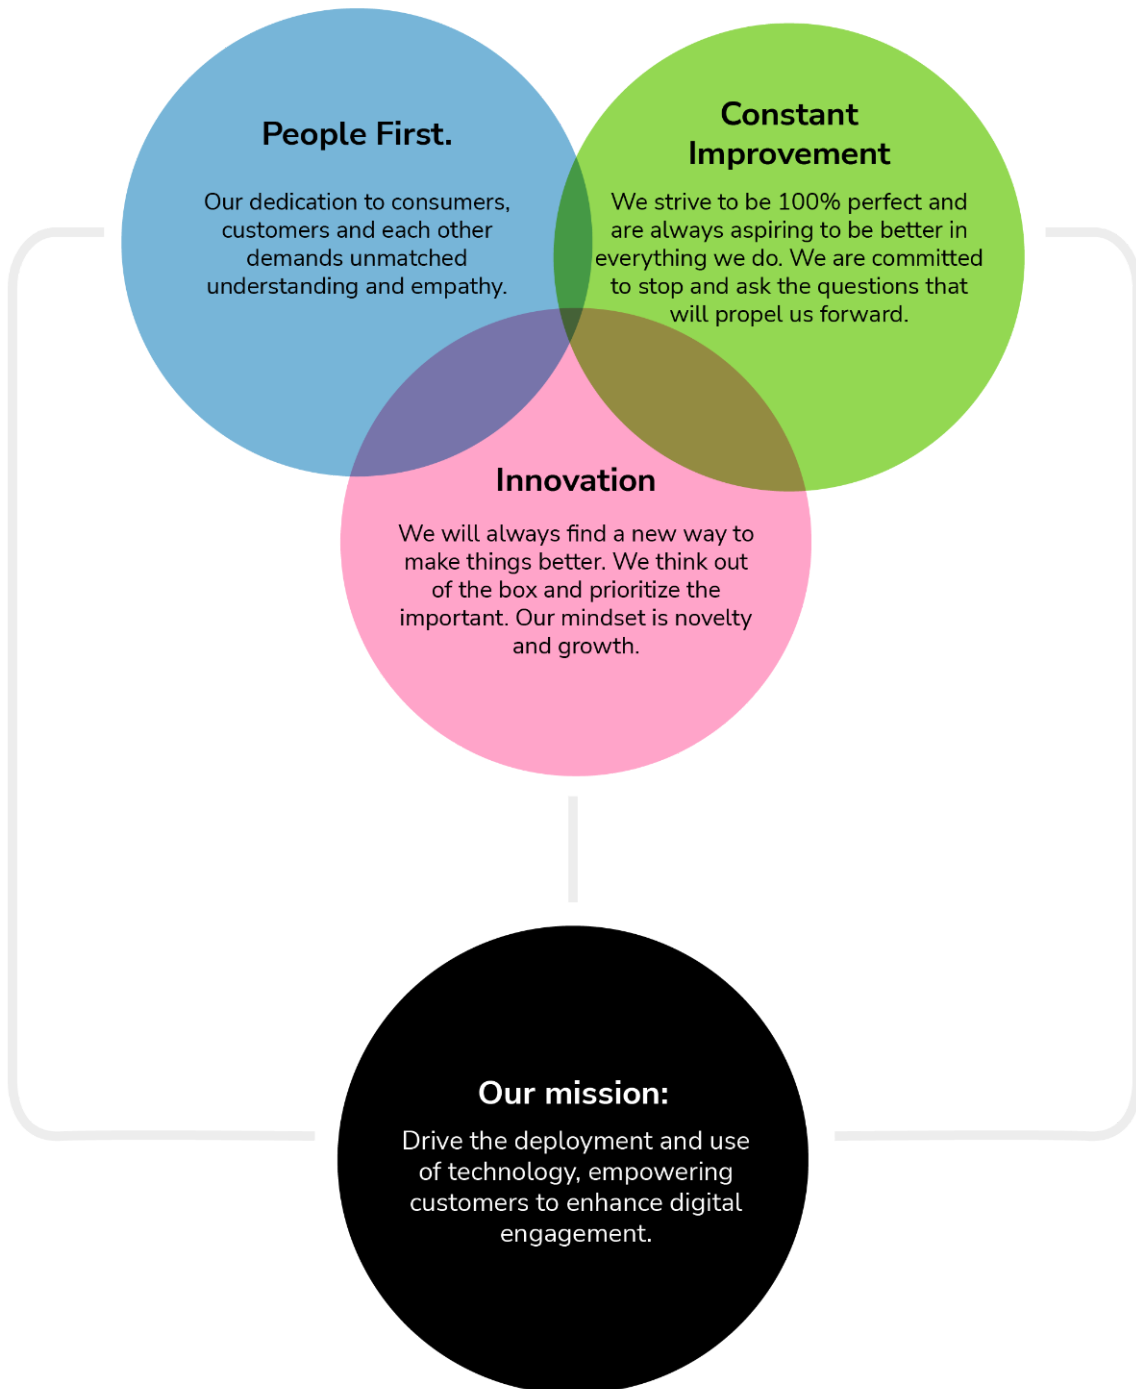 People First.
Our dedication to consumers,
customers and each other
demands unmatched
understanding and empathy.
Constant
Improvement
We strive to be 100% perfect and
are always aspiring to be better in
everything we do. We are committed
to stop and ask the questions that
will propel us forward.
Innovation
We will always find a new way to
make things better. We think out
of the box and prioritize the
important. Our mindset is novelty
and growth.
Our mission:
Drive the deployment and use
of technology, empowering
customers to enhance digital
engagement.